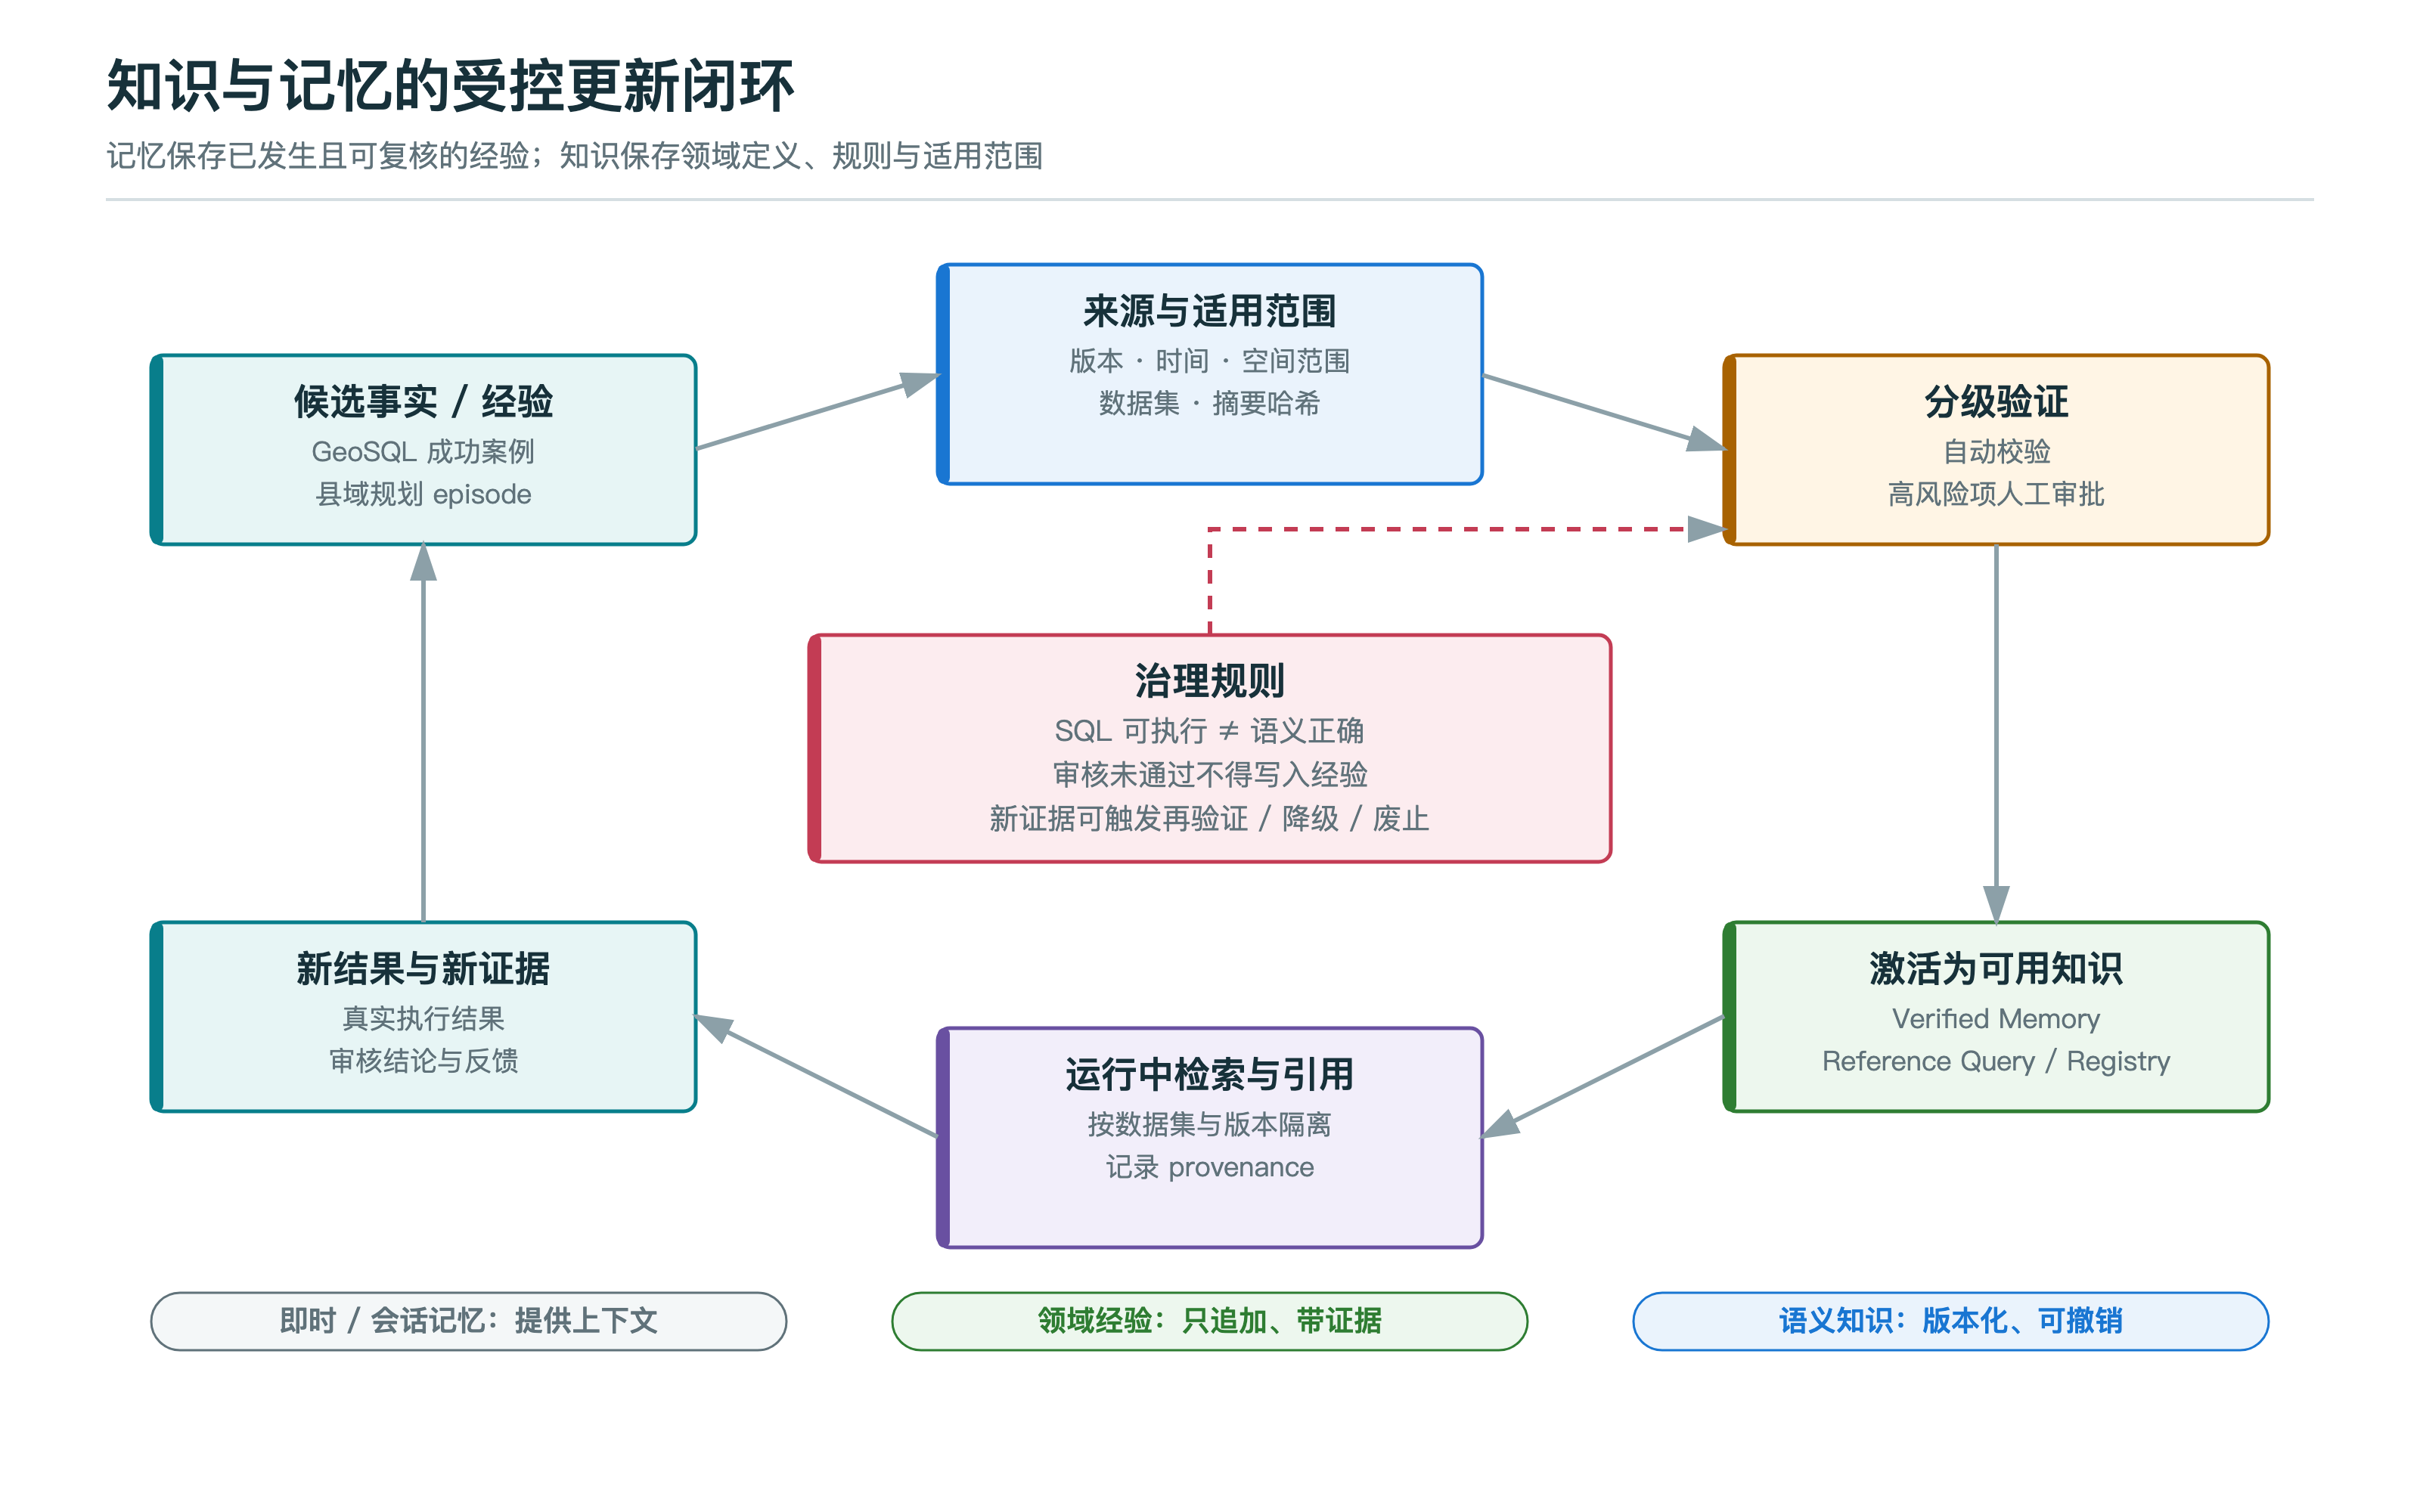 知识与记忆的受控更新闭环
记忆保存已发生且可复核的经验；知识保存领域定义、规则与适用范围
来源与适用范围
版本 · 时间 · 空间范围
数据集 · 摘要哈希
候选事实 / 经验
GeoSQL 成功案例
县域规划 episode
分级验证
自动校验
高风险项人工审批
治理规则
SQL 可执行 ≠ 语义正确
审核未通过不得写入经验
新证据可触发再验证 / 降级 / 废止
新结果与新证据
真实执行结果
审核结论与反馈
激活为可用知识
Verified Memory
Reference Query / Registry
运行中检索与引用
按数据集与版本隔离
记录 provenance
即时 / 会话记忆：提供上下文
领域经验：只追加、带证据
语义知识：版本化、可撤销